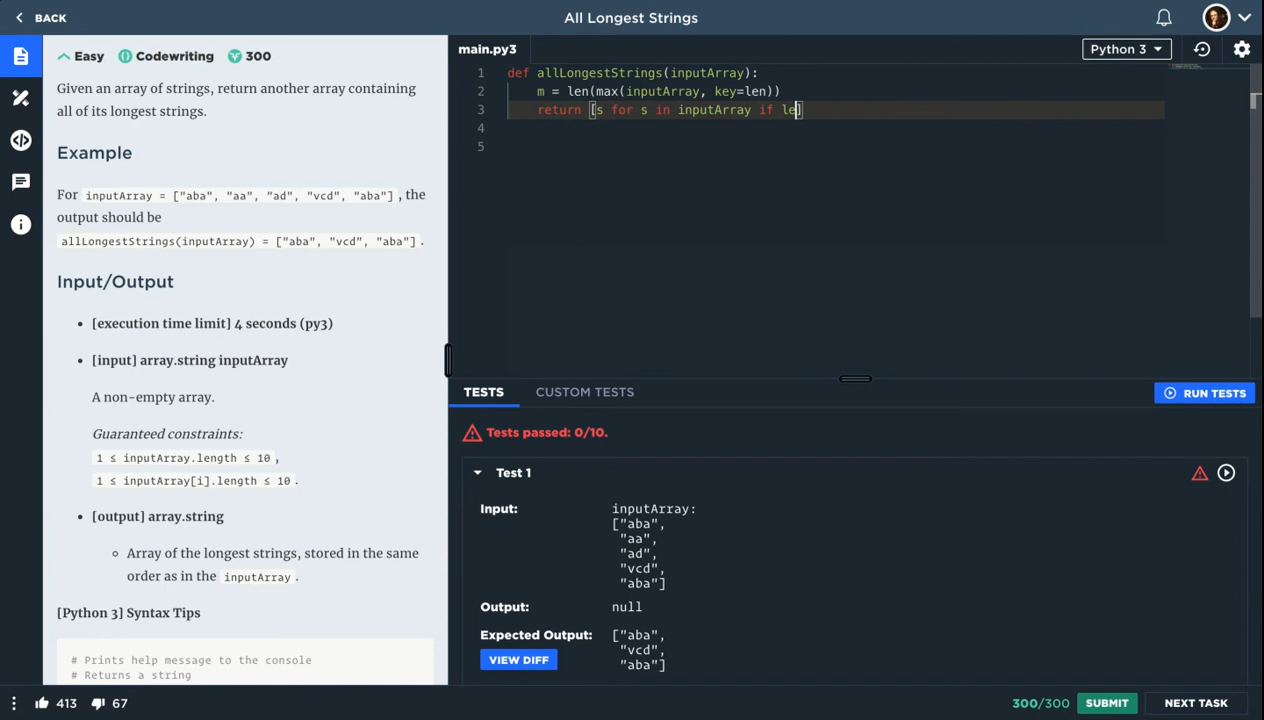 BACK
All Longest Strings
Easy Codewriting 300
Given an array of strings, return another array containing
all of its longest strings.
Example
For inputArray = ["aba", "aa", "ad", "vcd", "aba"], the
output should be
allLongestStrings(inputArray) = ["aba", "vcd", "aba"].
Input/Output
• [execution time limit] 4 seconds (py3)
• [input] array.string inputArray
A non-empty array.
Guaranteed constraints:
1 ≤ inputArray.length ≤ 10,
1 ≤ inputArray[i].length ≤ 10.
• [output] array.string
◦ Array of the longest strings, stored in the same
order as in the inputArray.
[Python 3] Syntax Tips
# Prints help message to the console
# Returns a string
413 67
main.py3
Python 3
1 def allLongestStrings(inputArray):
2 m = len(max(inputArray, key=len))
3 return [s for s in inputArray if le]
4
5
TESTS CUSTOM TESTS
RUN TESTS
Tests passed: 0/10.
Test 1
Input: inputArray:
["aba",
"aa",
"ad",
"vcd",
"aba"]
Output: null
Expected Output: ["aba",
"vcd",
"aba"]
VIEW DIFF
300/300 SUBMIT NEXT TASK